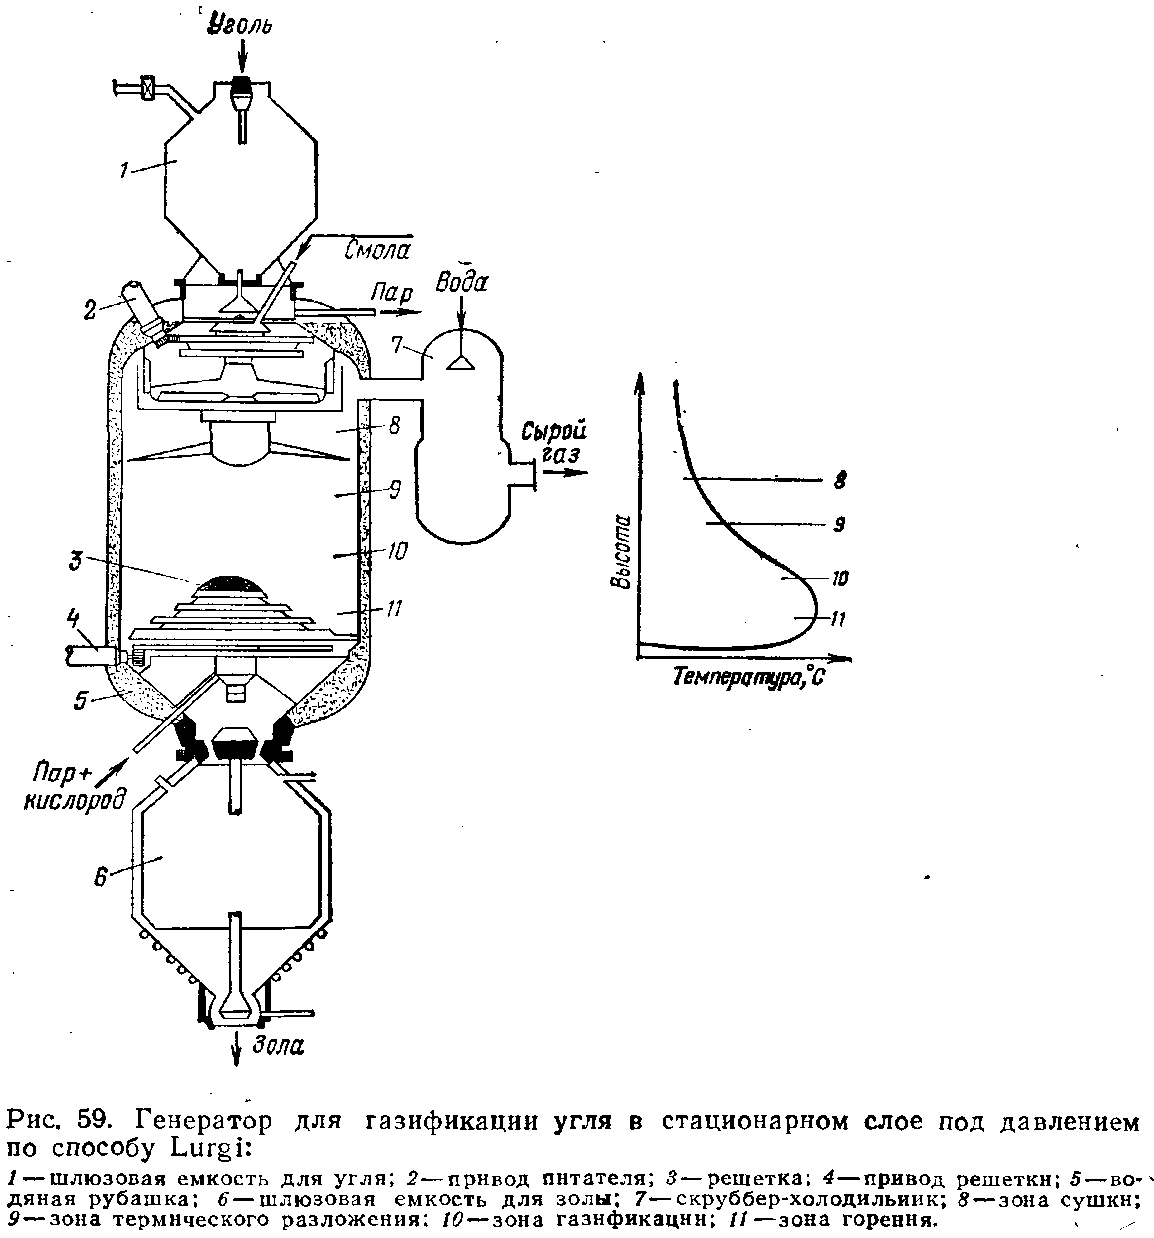 Уголь
1
Смола
Пар
Вода
2
7
8
Сырой
газ
9
3
10
11
4
5
Пар+
кислород
6
Зола
Высота
8
9
10
11
Температура,°С
Рис. 59. Генератор для газификации угля в стационарном слое под давлением
по способу Lurgi:
1—шлюзовая емкость для угля; 2—привод питателя; 3—решетка; 4—привод решетки; 5—во-
дяная рубашка; 6—шлюзовая емкость для золы; 7—скруббер-холодильник; 8—зона сушки;
9—зона термического разложения: 10—зона газификации; 11—зона горения.